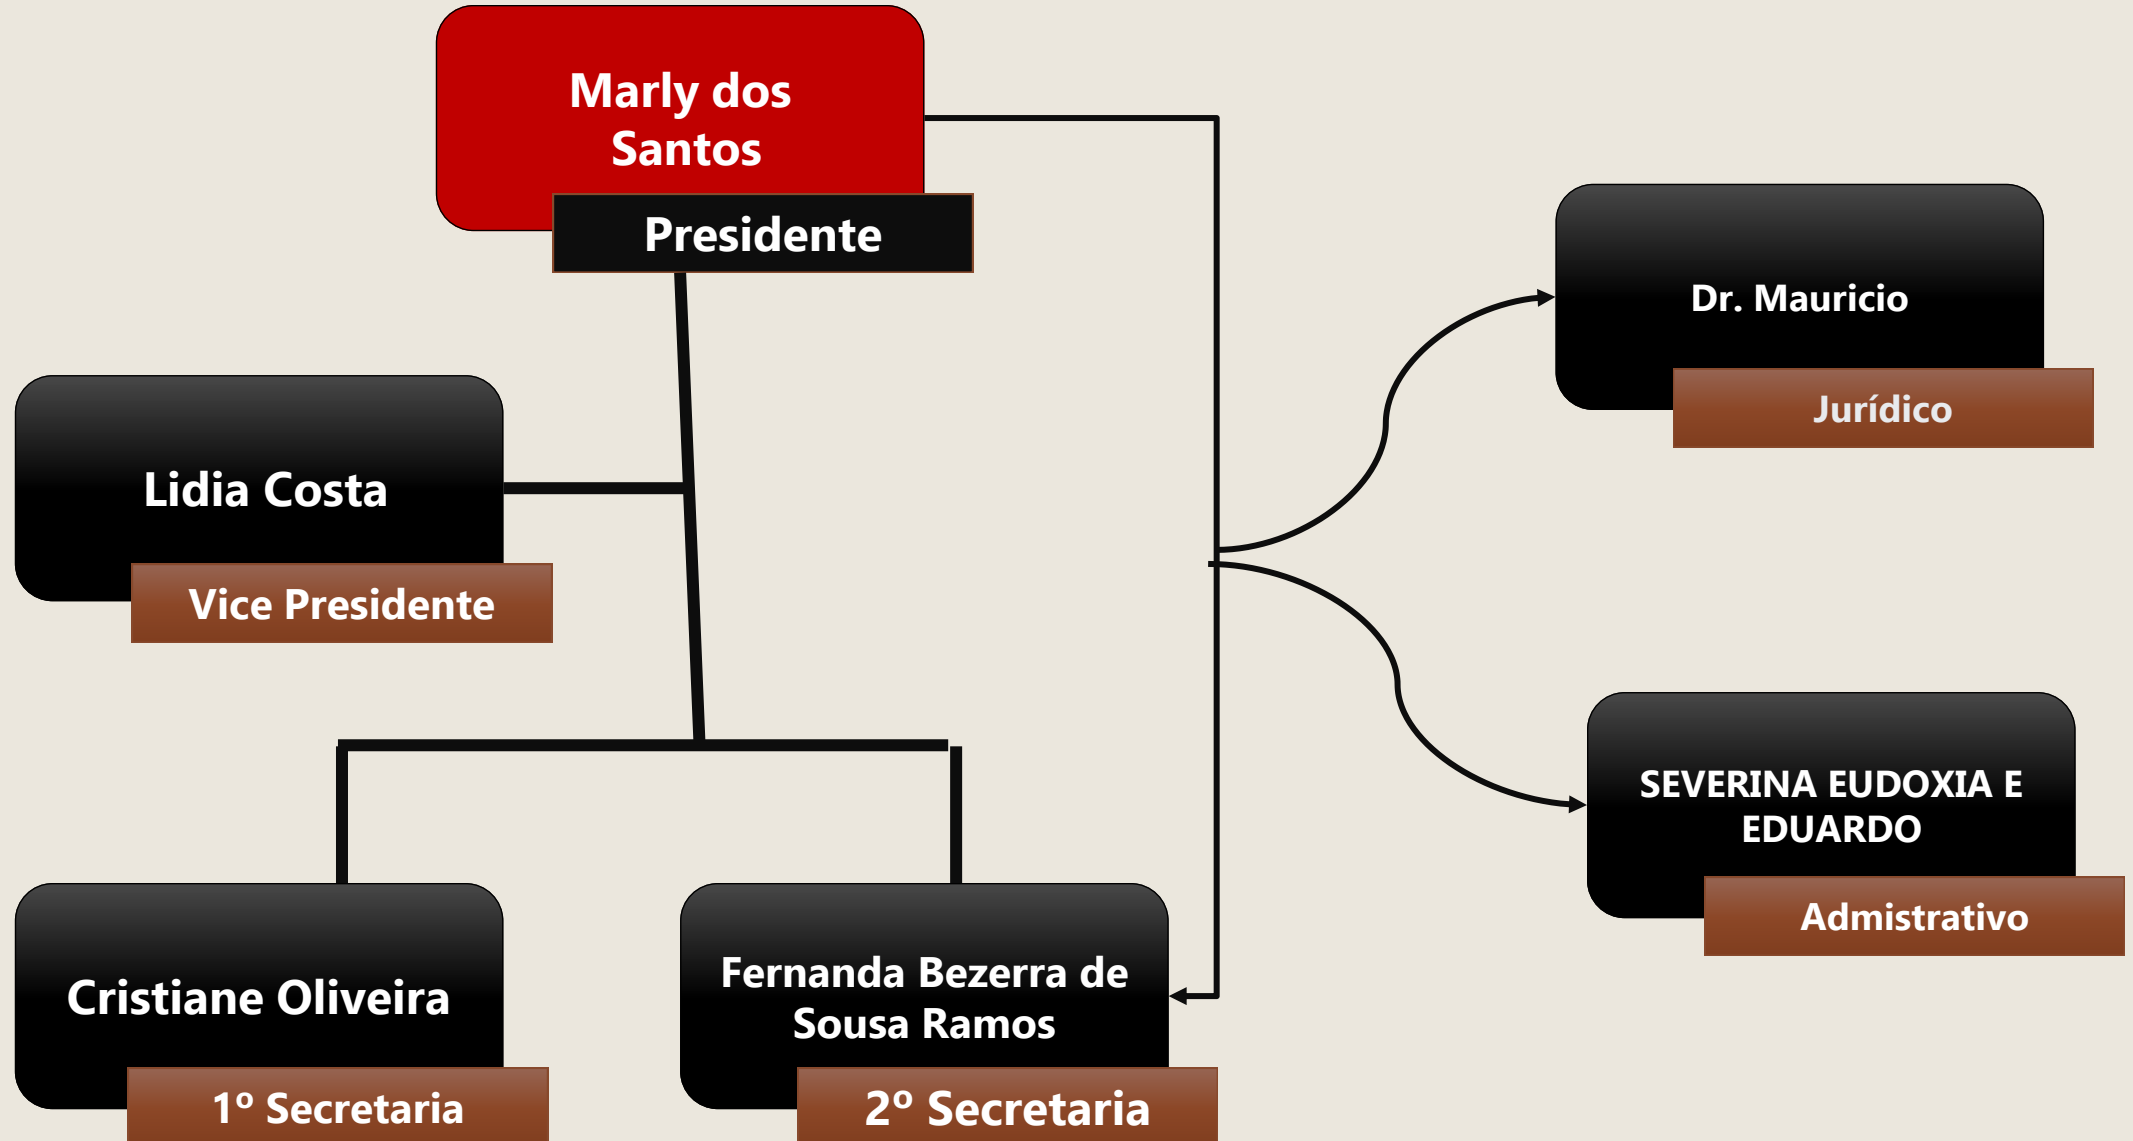 Marly dos
Santos
Presidente
Dr. Mauricio
Jurídico
Lidia Costa
Vice Presidente
SEVERINA EUDOXIA E
EDUARDO
Admistrativo
Cristiane Oliveira
1º Secretaria
Fernanda Bezerra de
Sousa Ramos
2º Secretaria